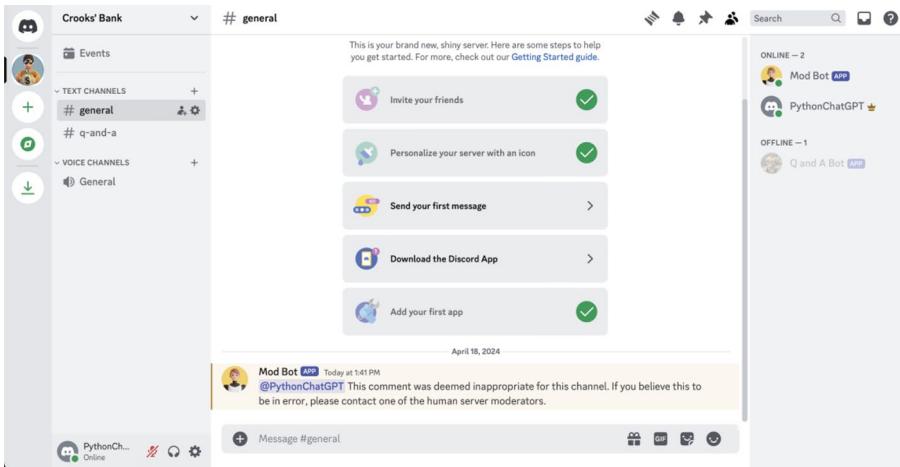 Crooks' Bank
# general
Search
Events
TEXT CHANNELS
# general
# q-and-a
VOICE CHANNELS
General
This is your brand new, shiny server. Here are some steps to help
you get started. For more, check out our Getting Started guide.
Invite your friends
Personalize your server with an icon
Send your first message
Download the Discord App
Add your first app
April 18, 2024
Mod Bot APP Today at 1:41 PM
@PythonChatGPT This comment was deemed inappropriate for this channel. If you believe this to
be in error, please contact one of the human server moderators.
Message #general
GIF
ONLINE — 2
Mod Bot APP
PythonChatGPT
OFFLINE — 1
Q and A Bot APP
PythonCh...
Online